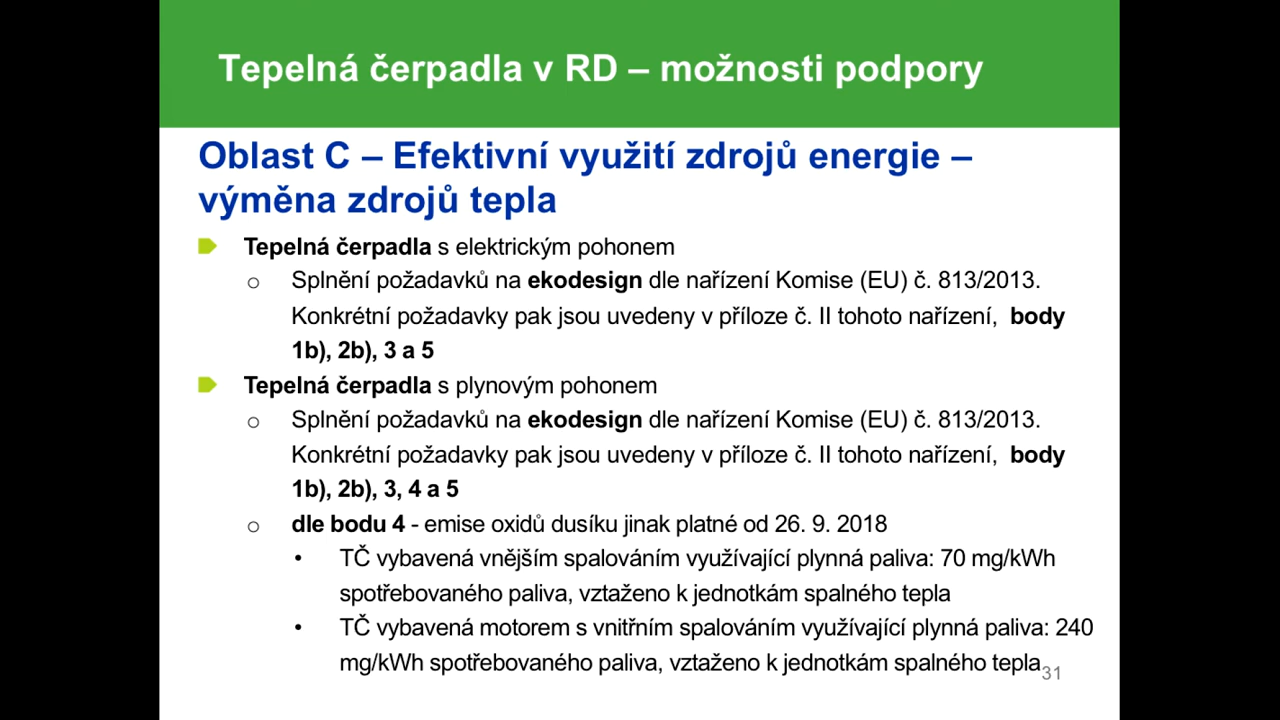 Tepelná čerpadla v RD – možnosti podpory
Oblast C – Efektivní využití zdrojů energie –
výměna zdrojů tepla
Tepelná čerpadla s elektrickým pohonem
o Splnění požadavků na ekodesign dle nařízení Komise (EU) č. 813/2013.
Konkrétní požadavky pak jsou uvedeny v příloze č. II tohoto nařízení, body
1b), 2b), 3 a 5
Tepelná čerpadla s plynovým pohonem
o Splnění požadavků na ekodesign dle nařízení Komise (EU) č. 813/2013.
Konkrétní požadavky pak jsou uvedeny v příloze č. II tohoto nařízení, body
1b), 2b), 3, 4 a 5
o dle bodu 4 - emise oxidů dusíku jinak platné od 26. 9. 2018
• TČ vybavená vnějším spalováním využívající plynná paliva: 70 mg/kWh
spotřebovaného paliva, vztaženo k jednotkám spalného tepla
• TČ vybavená motorem s vnitřním spalováním využívající plynná paliva: 240
mg/kWh spotřebovaného paliva, vztaženo k jednotkám spalného tepla
31